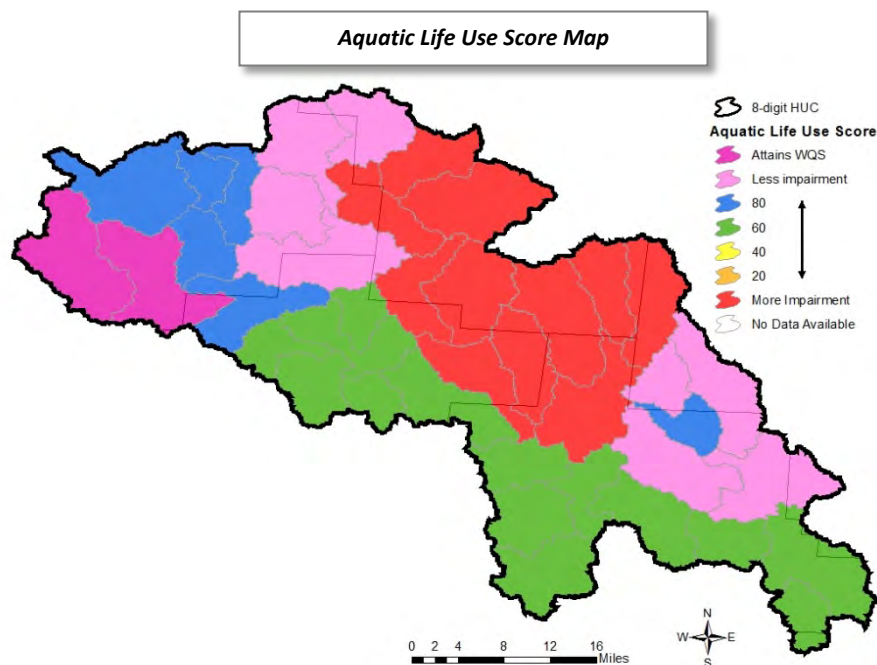 Aquatic Life Use Score Map
8-digit HUC
Aquatic Life Use Score
Attains WQS
Less impairment
80
60
40
20
More Impairment
No Data Available
N
W E
S
0 2 4 8 12 16
Miles